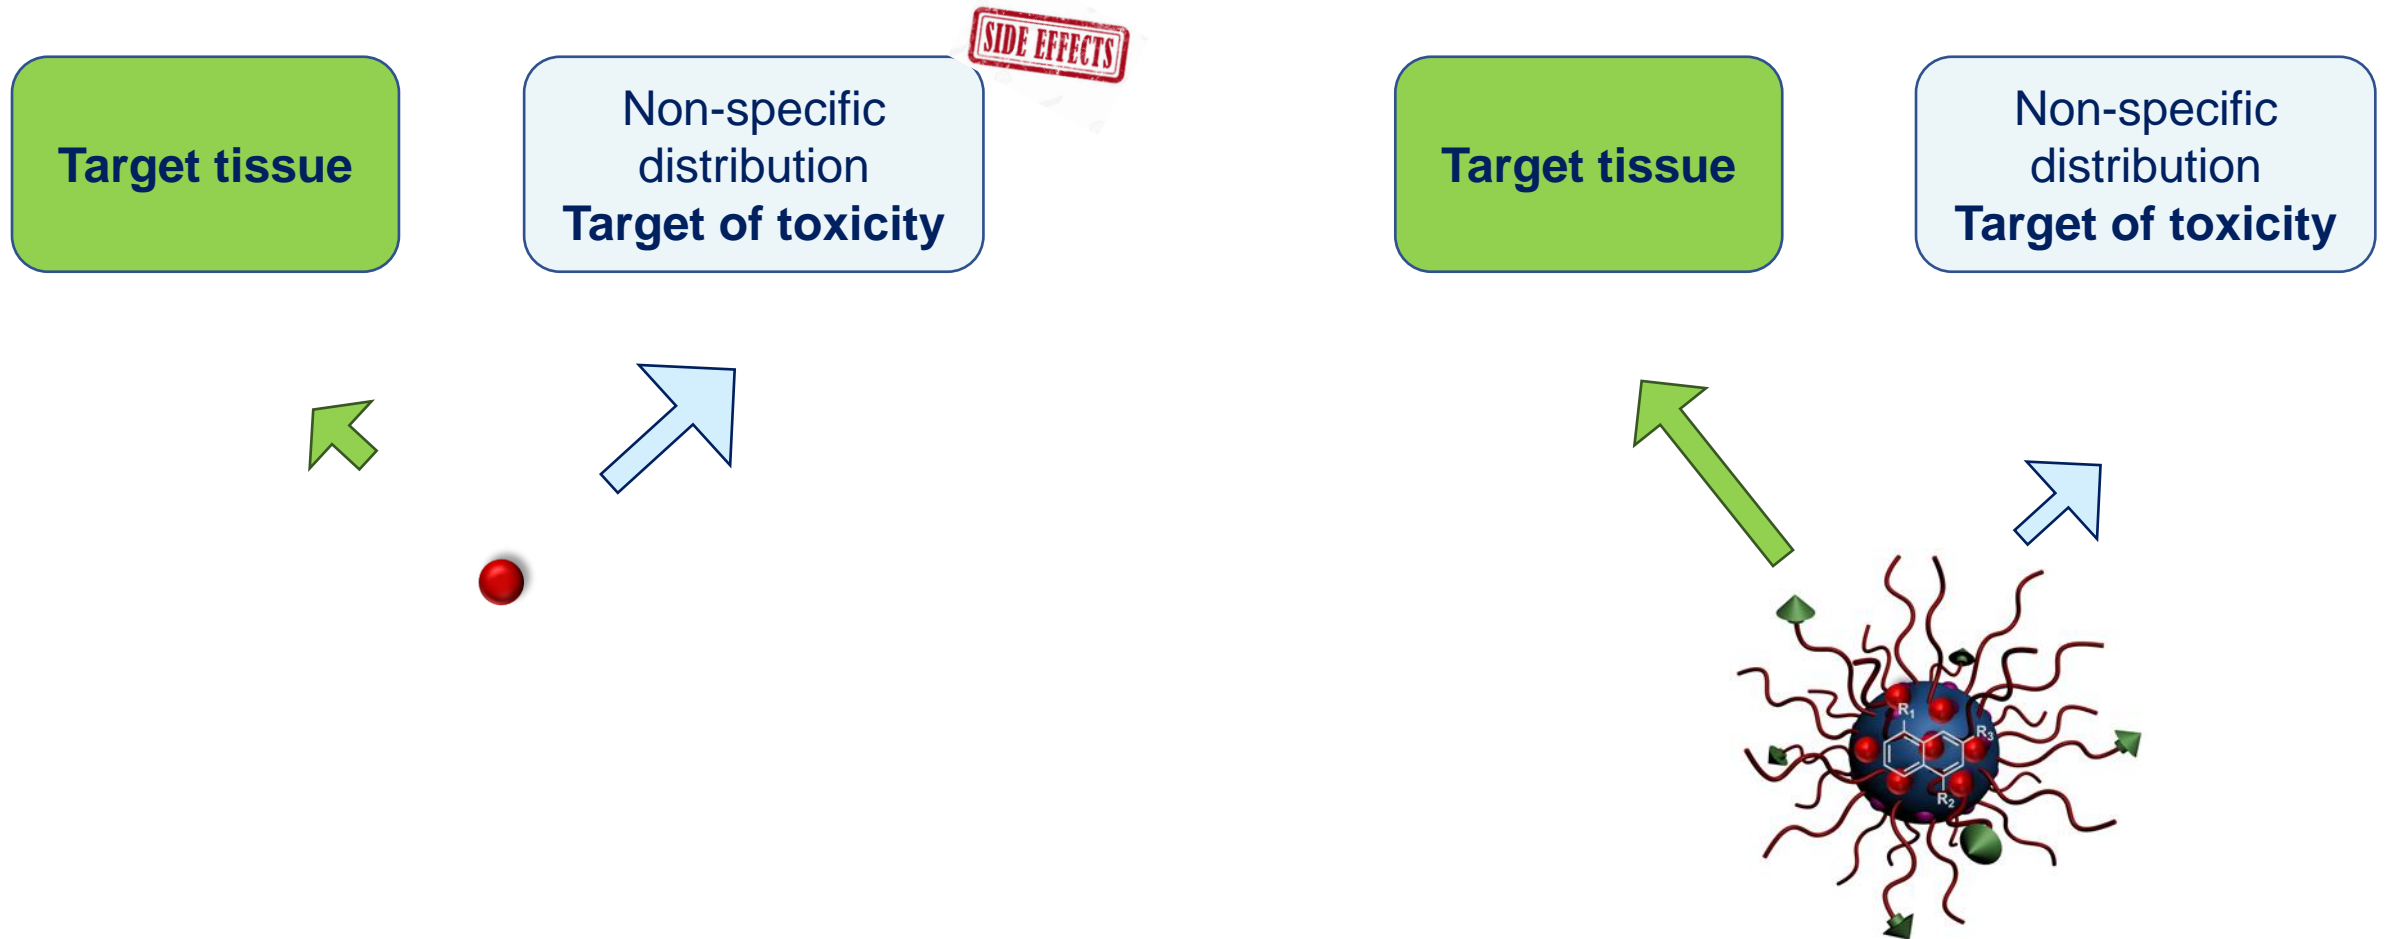 SIDE EFFECTS
Target tissue
Non-specific
distribution
Target of toxicity
Target tissue
Non-specific
distribution
Target of toxicity
R₁
R₃
R₂